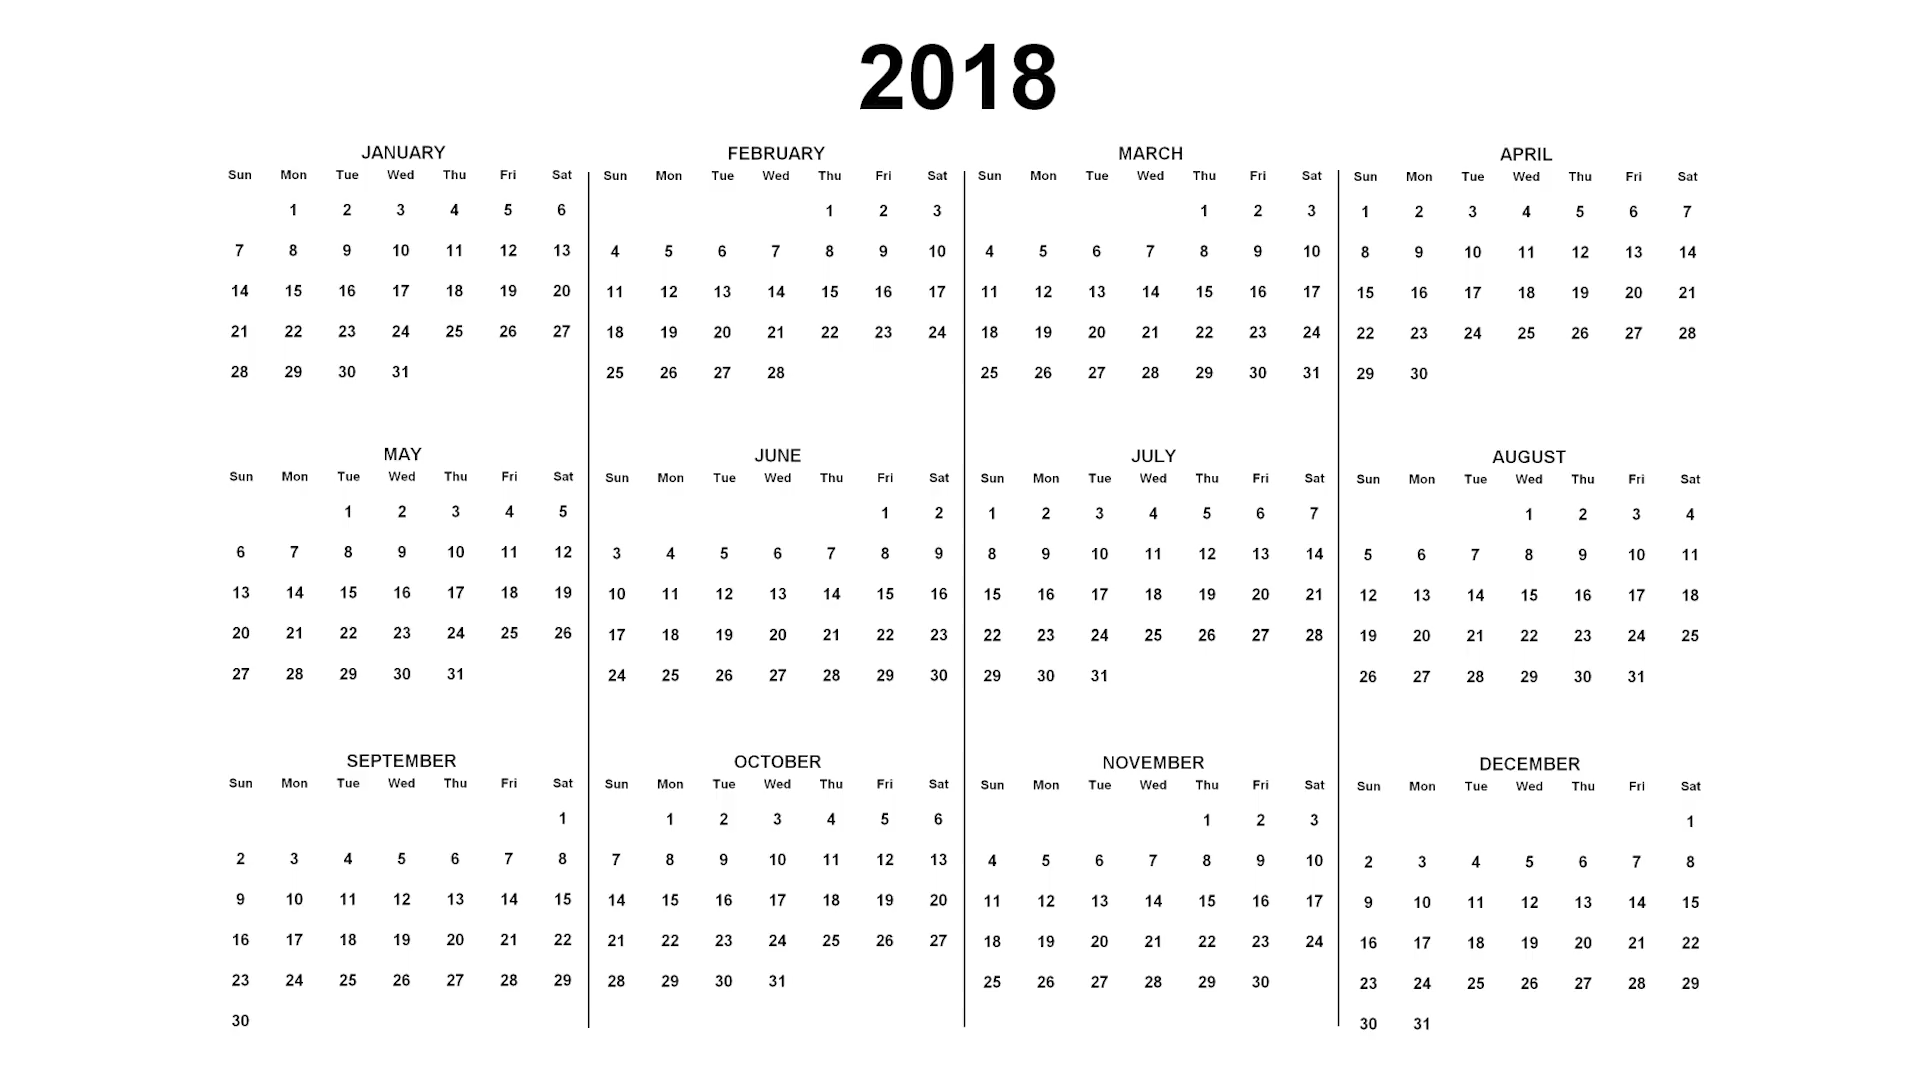 2018
JANUARY
Sun Mon Tue Wed Thu Fri Sat
1 2 3 4 5 6
7 8 9 10 11 12 13
14 15 16 17 18 19 20
21 22 23 24 25 26 27
28 29 30 31
FEBRUARY
Sun Mon Tue Wed Thu Fri Sat
1 2 3
4 5 6 7 8 9 10
11 12 13 14 15 16 17
18 19 20 21 22 23 24
25 26 27 28
MARCH
Sun Mon Tue Wed Thu Fri Sat
1 2 3
4 5 6 7 8 9 10
11 12 13 14 15 16 17
18 19 20 21 22 23 24
25 26 27 28 29 30 31
APRIL
Sun Mon Tue Wed Thu Fri Sat
1 2 3 4 5 6 7
8 9 10 11 12 13 14
15 16 17 18 19 20 21
22 23 24 25 26 27 28
29 30
MAY
Sun Mon Tue Wed Thu Fri Sat
1 2 3 4 5
6 7 8 9 10 11 12
13 14 15 16 17 18 19
20 21 22 23 24 25 26
27 28 29 30 31
JUNE
Sun Mon Tue Wed Thu Fri Sat
1 2
3 4 5 6 7 8 9
10 11 12 13 14 15 16
17 18 19 20 21 22 23
24 25 26 27 28 29 30
JULY
Sun Mon Tue Wed Thu Fri Sat
1 2 3 4 5 6 7
8 9 10 11 12 13 14
15 16 17 18 19 20 21
22 23 24 25 26 27 28
29 30 31
AUGUST
Sun Mon Tue Wed Thu Fri Sat
1 2 3 4
5 6 7 8 9 10 11
12 13 14 15 16 17 18
19 20 21 22 23 24 25
26 27 28 29 30 31
SEPTEMBER
Sun Mon Tue Wed Thu Fri Sat
1
2 3 4 5 6 7 8
9 10 11 12 13 14 15
16 17 18 19 20 21 22
23 24 25 26 27 28 29
30
OCTOBER
Sun Mon Tue Wed Thu Fri Sat
1 2 3 4 5 6
7 8 9 10 11 12 13
14 15 16 17 18 19 20
21 22 23 24 25 26 27
28 29 30 31
NOVEMBER
Sun Mon Tue Wed Thu Fri Sat
1 2 3
4 5 6 7 8 9 10
11 12 13 14 15 16 17
18 19 20 21 22 23 24
25 26 27 28 29 30
DECEMBER
Sun Mon Tue Wed Thu Fri Sat
1
2 3 4 5 6 7 8
9 10 11 12 13 14 15
16 17 18 19 20 21 22
23 24 25 26 27 28 29
30 31